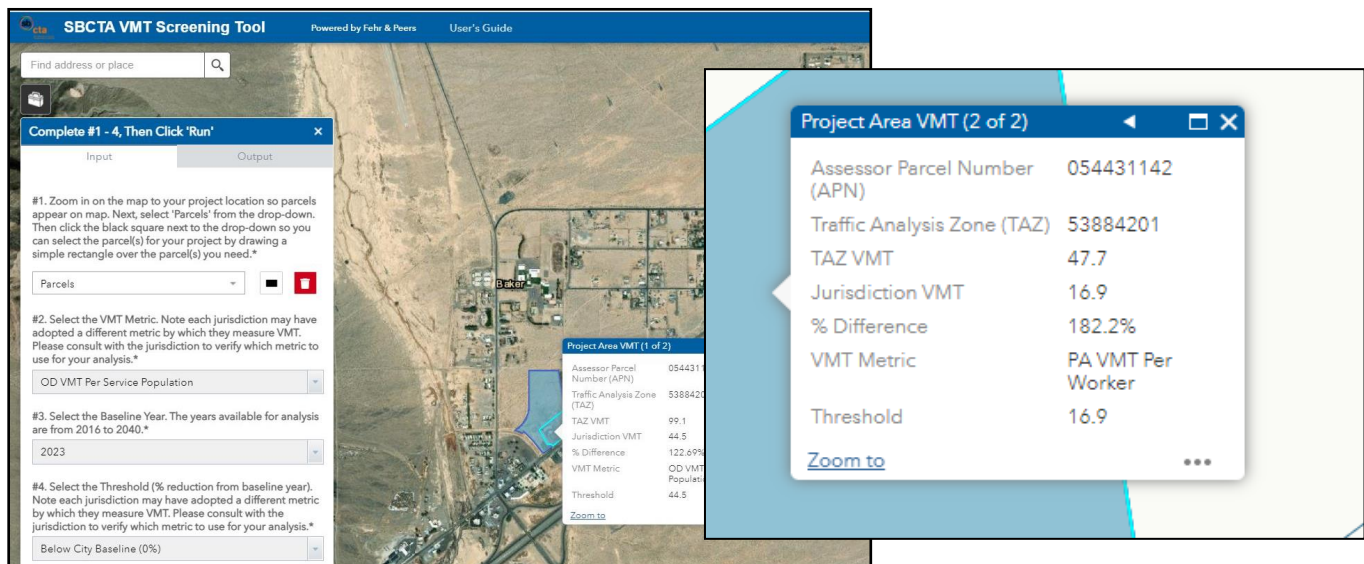 cta
SBCTA VMT Screening Tool
Powered by Fehr & Peers
User's Guide
Find address or place
Complete #1 - 4, Then Click 'Run'
×
Input
Output
#1. Zoom in on the map to your project location so parcels
appear on map. Next, select 'Parcels' from the drop-down.
Then click the black square next to the drop-down so you
can select the parcel(s) for your project by drawing a
simple rectangle over the parcel(s) you need.*
Parcels
#2. Select the VMT Metric. Note each jurisdiction may have
adopted a different metric by which they measure VMT.
Please consult with the jurisdiction to verify which metric to
use for your analysis.*
OD VMT Per Service Population
#3. Select the Baseline Year. The years available for analysis
are from 2016 to 2040.*
2023
#4. Select the Threshold (% reduction from baseline year).
Note each jurisdiction may have adopted a different metric
by which they measure VMT. Please consult with the
jurisdiction to verify which metric to use for your analysis.*
Below City Baseline (0%)
Baker
Project Area VMT (1 of 2)
Assessor Parcel 054431
Number (APN)
Traffic Analysis Zone 5388420
(TAZ)
TAZ VMT 99.1
Jurisdiction VMT 44.5
% Difference 122.69%
VMT Metric OD VMT
Populatio
Threshold 44.5
Zoom to
Project Area VMT (2 of 2)
Assessor Parcel Number 054431142
(APN)
Traffic Analysis Zone (TAZ) 53884201
TAZ VMT 47.7
Jurisdiction VMT 16.9
% Difference 182.2%
VMT Metric PA VMT Per
Worker
Threshold 16.9
Zoom to